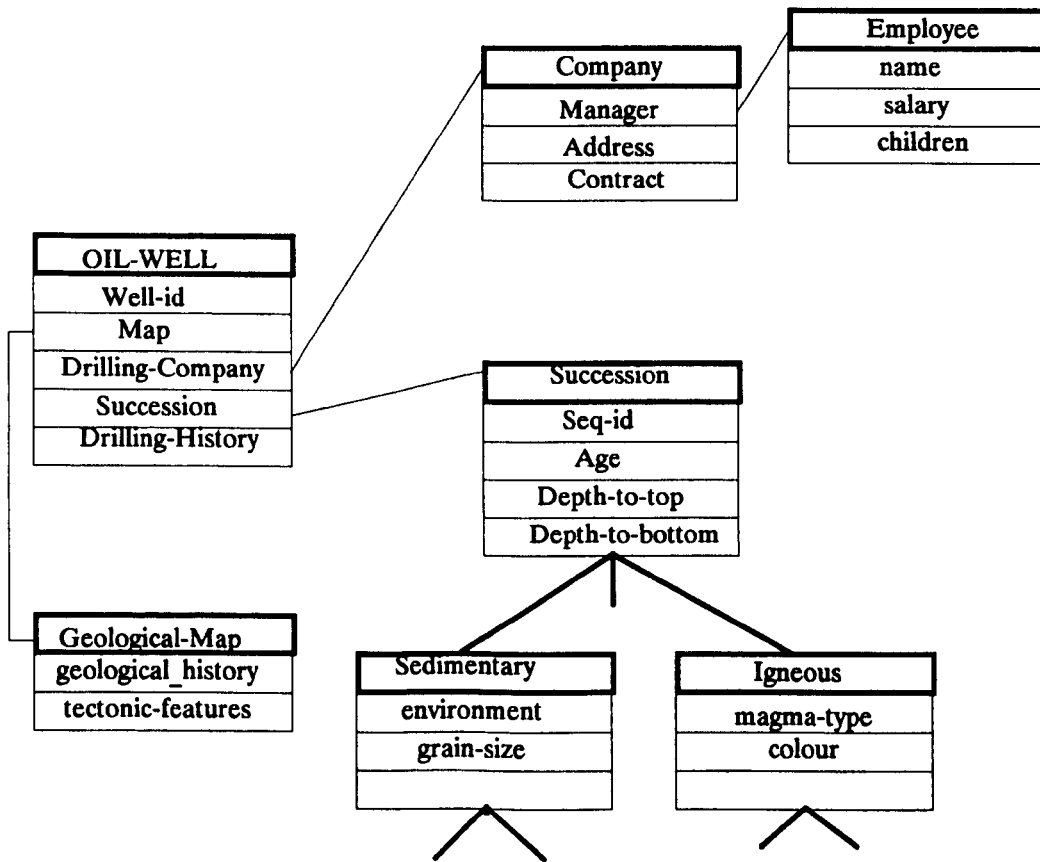 Employee
name
salary
children
Company
Manager
Address
Contract
OIL-WELL
Well-id
Map
Drilling-Company
Succession
Drilling-History
Succession
Seq-id
Age
Depth-to-top
Depth-to-bottom
Geological-Map
geological_history
tectonic-features
Sedimentary
environment
grain-size
Igneous
magma-type
colour